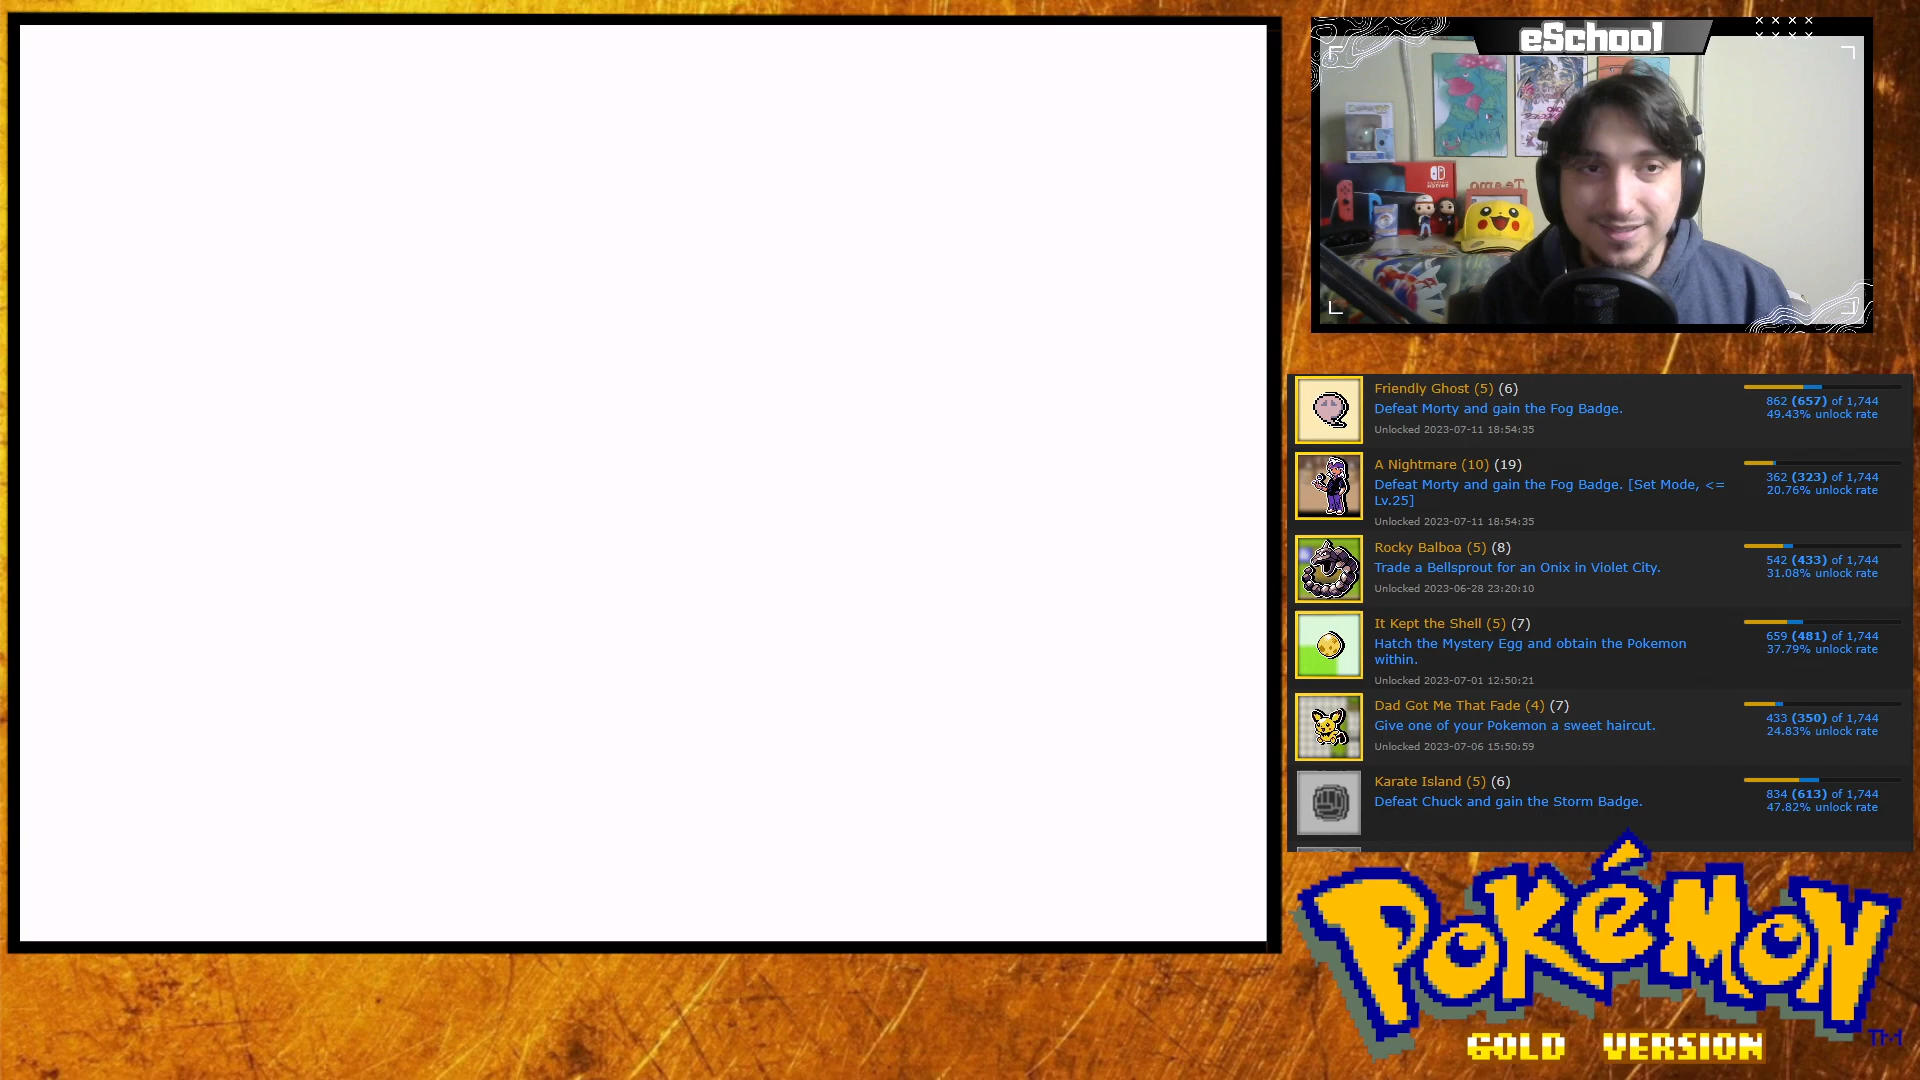 eSchool
Friendly Ghost (5) (6)
Defeat Morty and gain the Fog Badge.
Unlocked 2023-07-11 18:54:35
862 (657) of 1,744
49.43% unlock rate
A Nightmare (10) (19)
Defeat Morty and gain the Fog Badge. [Set Mode, <=
Lv.25]
Unlocked 2023-07-11 18:54:35
362 (323) of 1,744
20.76% unlock rate
Rocky Balboa (5) (8)
Trade a Bellsprout for an Onix in Violet City.
Unlocked 2023-06-28 23:20:10
542 (433) of 1,744
31.08% unlock rate
It Kept the Shell (5) (7)
Hatch the Mystery Egg and obtain the Pokemon
within.
Unlocked 2023-07-01 12:50:21
659 (481) of 1,744
37.79% unlock rate
Dad Got Me That Fade (4) (7)
Give one of your Pokemon a sweet haircut.
Unlocked 2023-07-06 15:50:59
433 (350) of 1,744
24.83% unlock rate
Karate Island (5) (6)
Defeat Chuck and gain the Storm Badge.
834 (613) of 1,744
47.82% unlock rate
POKéMON
TM
GOLD VERSION